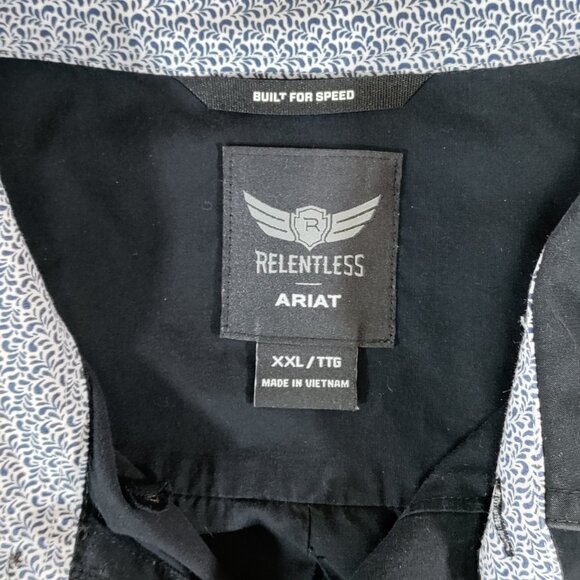 BUILT FOR SPEED
R
RELENTLESS
ARIAT
XXL/TTG
MADE IN VIETNAM